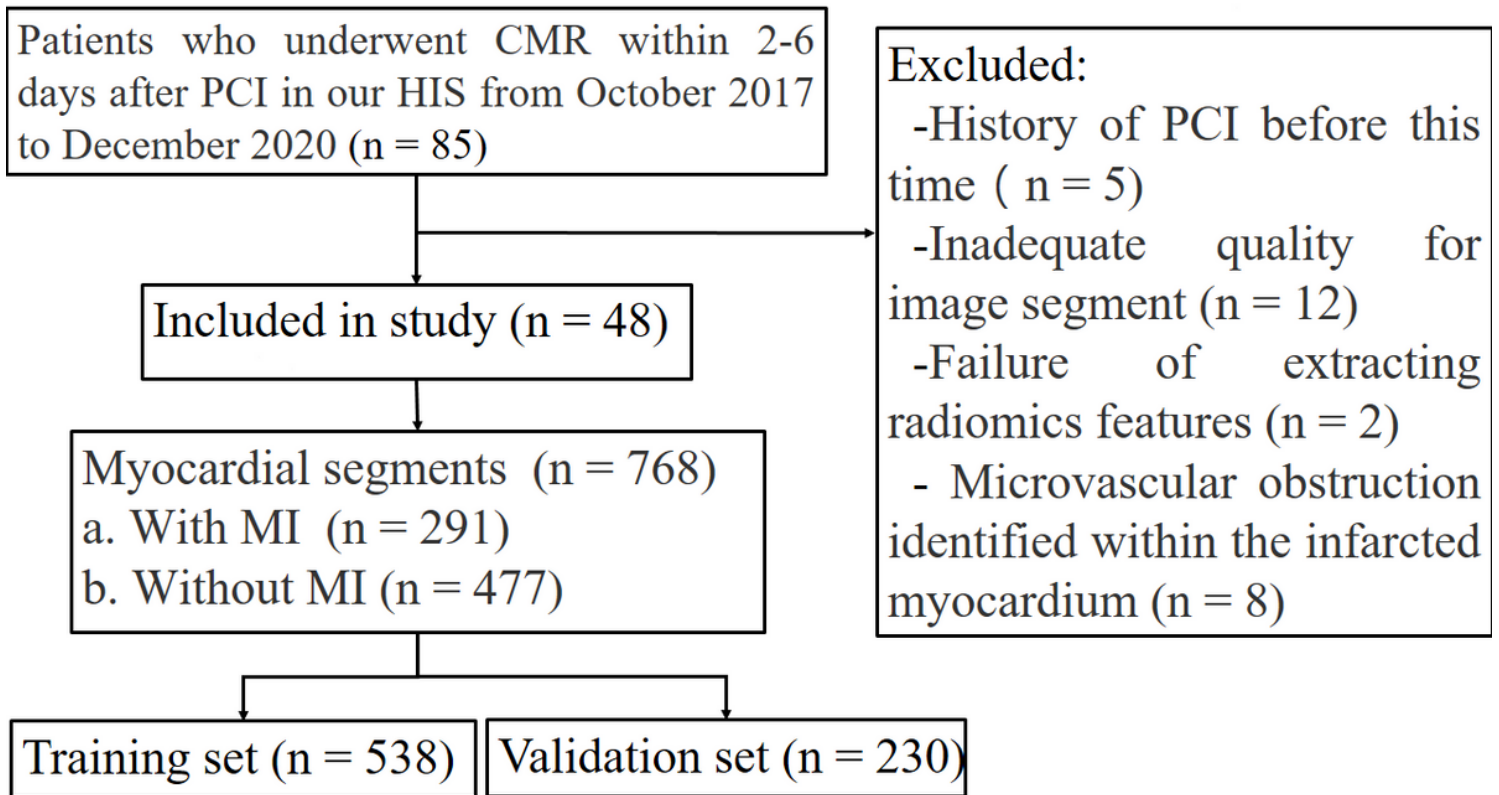 Patients who underwent CMR within 2-6
days after PCI in our HIS from October 2017
to December 2020 (n = 85)
Excluded:
-History of PCI before this
time ( n = 5)
-Inadequate quality for
image segment (n = 12)
-Failure of extracting
radiomics features (n = 2)
- Microvascular obstruction
identified within the infarcted
myocardium (n = 8)
Included in study (n = 48)
Myocardial segments (n = 768)
a. With MI (n = 291)
b. Without MI (n = 477)
Training set (n = 538)
Validation set (n = 230)